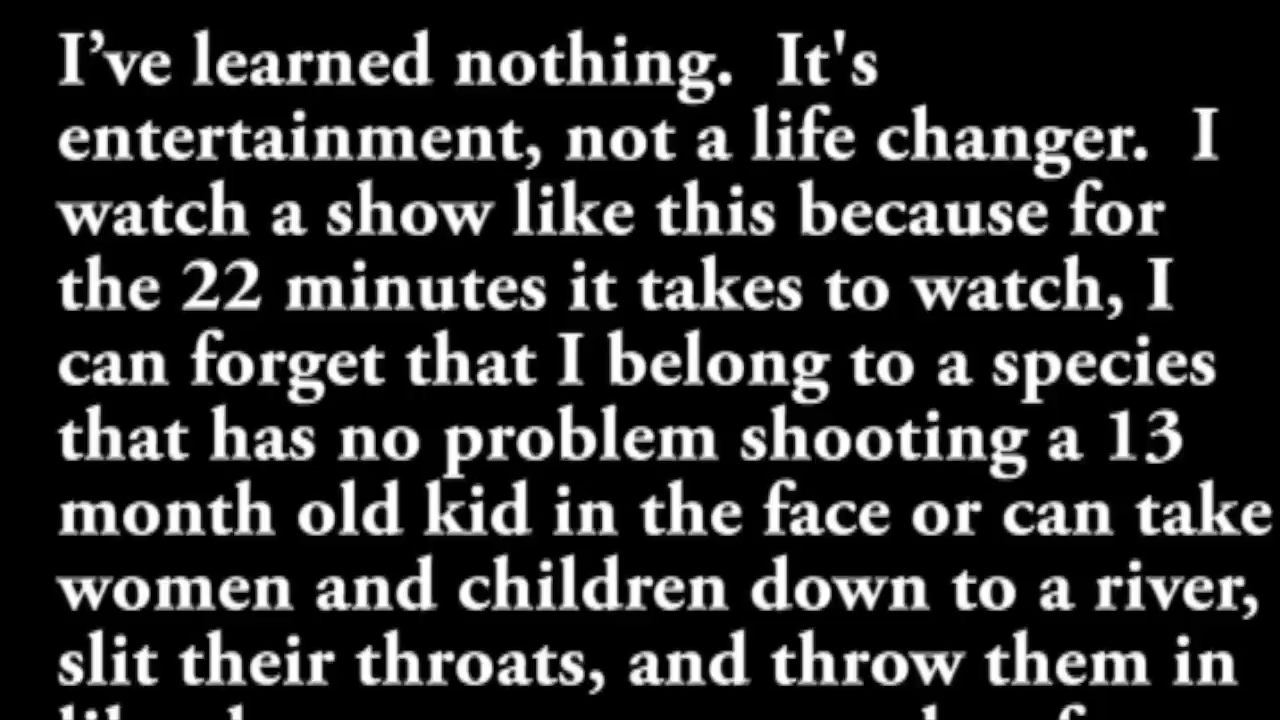 I’ve learned nothing.  It's
entertainment, not a life changer.  I
watch a show like this because for
the 22 minutes it takes to watch, I
can forget that I belong to a species
that has no problem shooting a 13
month old kid in the face or can take
women and children down to a river,
slit their throats, and throw them in